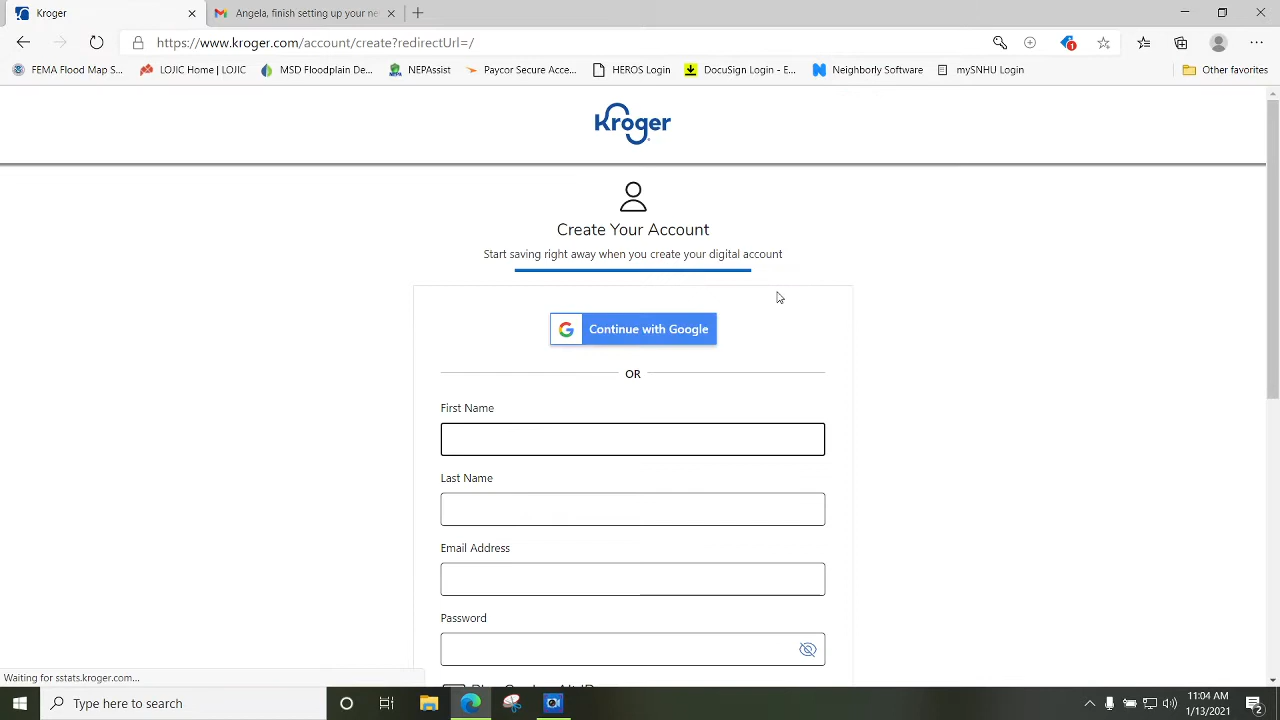 Kroger
Angela, finish setting up your ne
https://www.kroger.com/account/create?redirectUrl=/
1
FEMA Flood Map S...
LOJIC Home | LOJIC
MSD Floodplain De...
NEPAssist
Paycor Secure Acce...
HEROS Login
DocuSign Login - E...
Neighborly Software
mySNHU Login
Other favorites
Kroger
Create Your Account
Start saving right away when you create your digital account
G Continue with Google
OR
First Name
Last Name
Email Address
Password
Waiting for sstats.kroger.com...
Type here to search
11:04 AM
1/13/2021
2